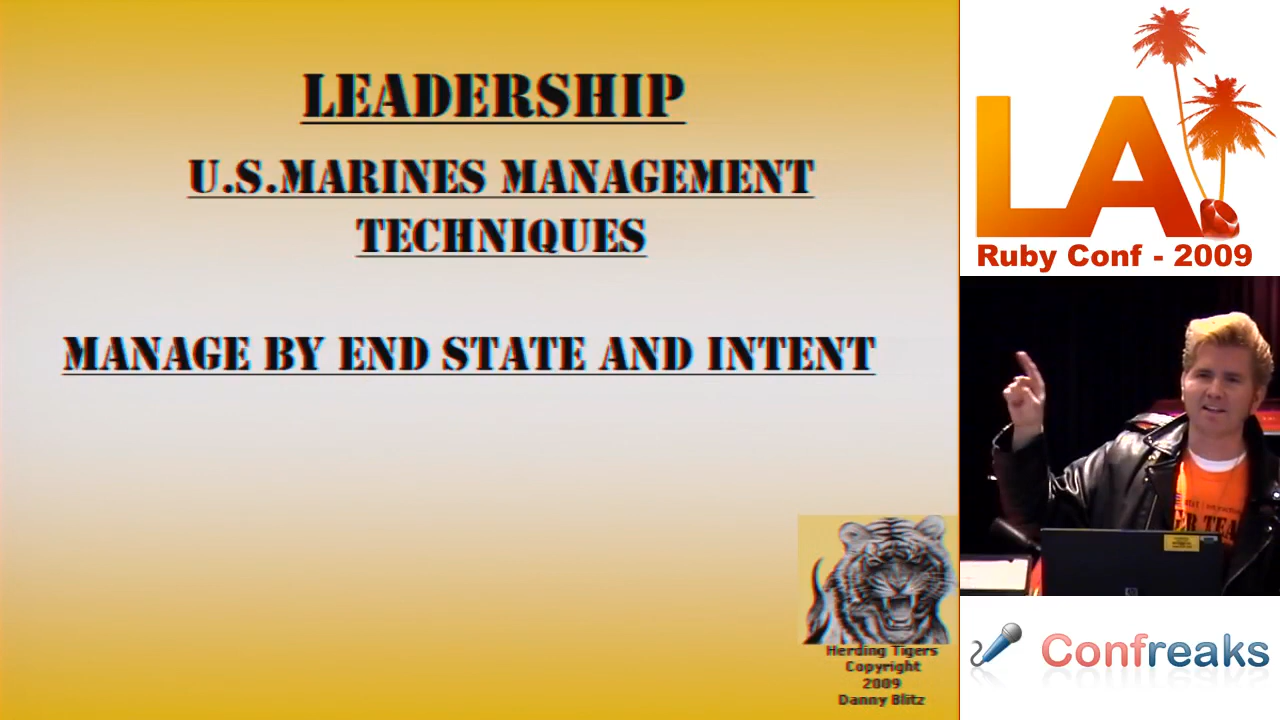 LEADERSHIP
U.S.MARINES MANAGEMENT
TECHNIQUES
MANAGE BY END STATE AND INTENT
Herding Tigers
Copyright
2009
Danny Blitz
LA
Ruby Conf - 2009
Confreaks